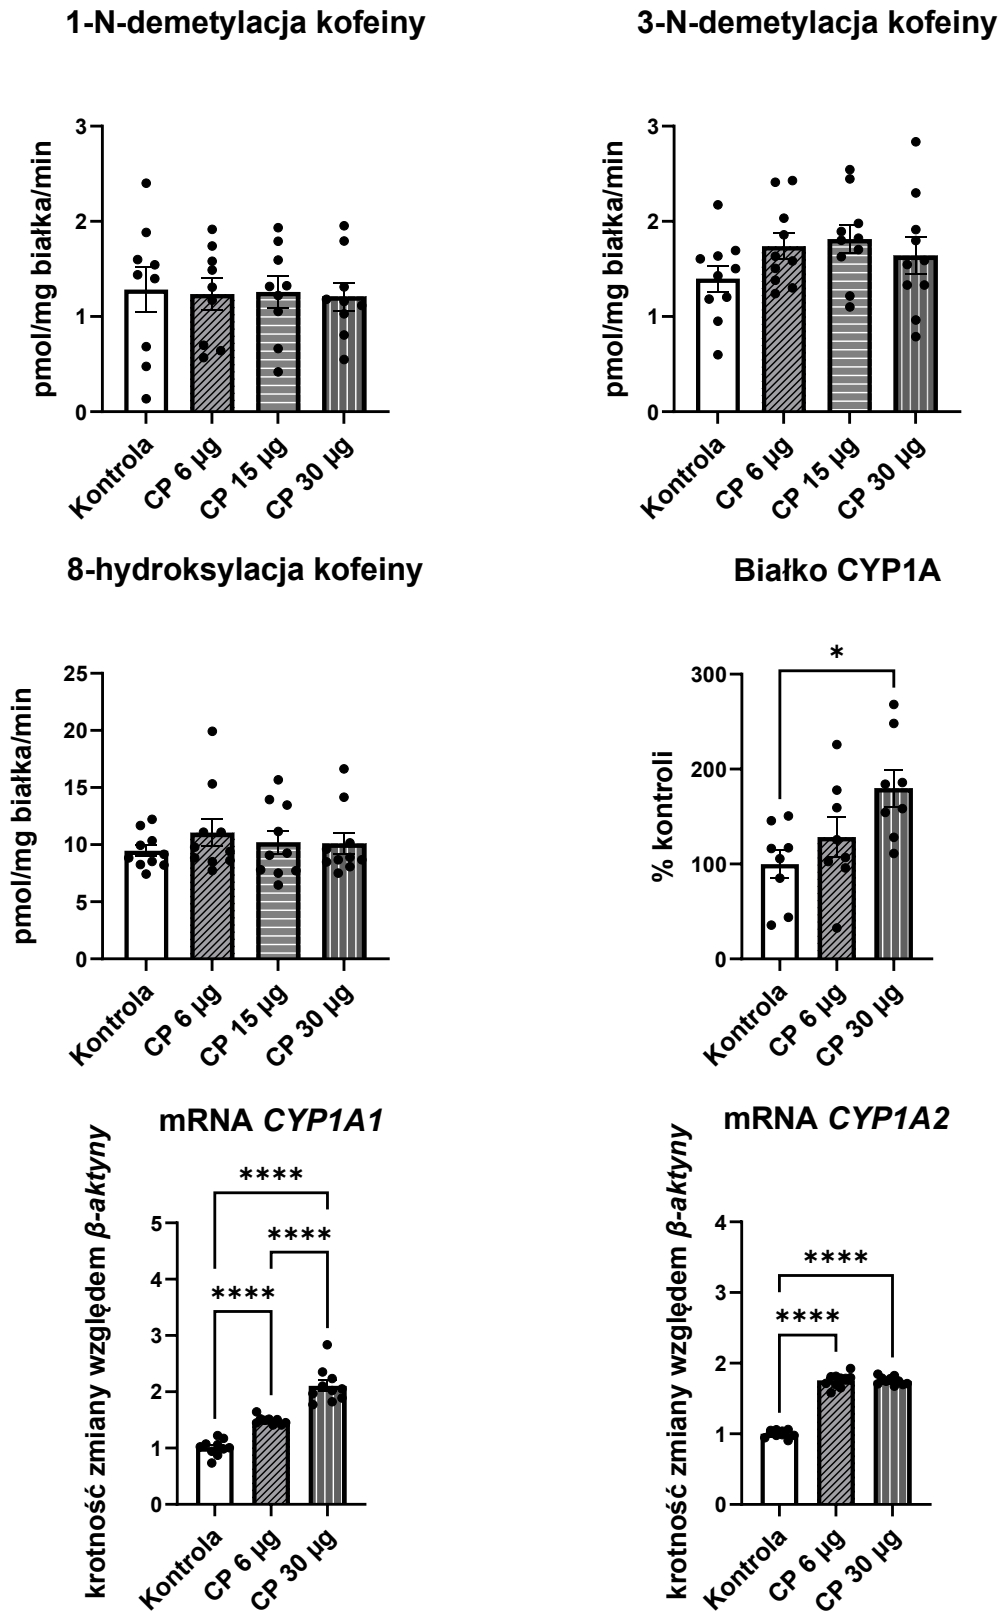 1-N-demetylacja kofeiny
pmol/mg białka/min
3
2
1
0
Kontrola
CP 6 µg
CP 15 µg
CP 30 µg
3-N-demetylacja kofeiny
pmol/mg białka/min
3
2
1
0
Kontrola
CP 6 µg
CP 15 µg
CP 30 µg
8-hydroksylacja kofeiny
pmol/mg białka/min
25
20
15
10
5
0
Kontrola
CP 6 µg
CP 15 µg
CP 30 µg
Białko CYP1A
% kontroli
*
300
200
100
0
Kontrola
CP 6 µg
CP 30 µg
mRNA CYP1A1
krotność zmiany względem β-aktyny
****
****
****
5
4
3
2
1
0
Kontrola
CP 6 µg
CP 30 µg
mRNA CYP1A2
krotność zmiany względem β-aktyny
****
****
4
3
2
1
0
Kontrola
CP 6 µg
CP 30 µg